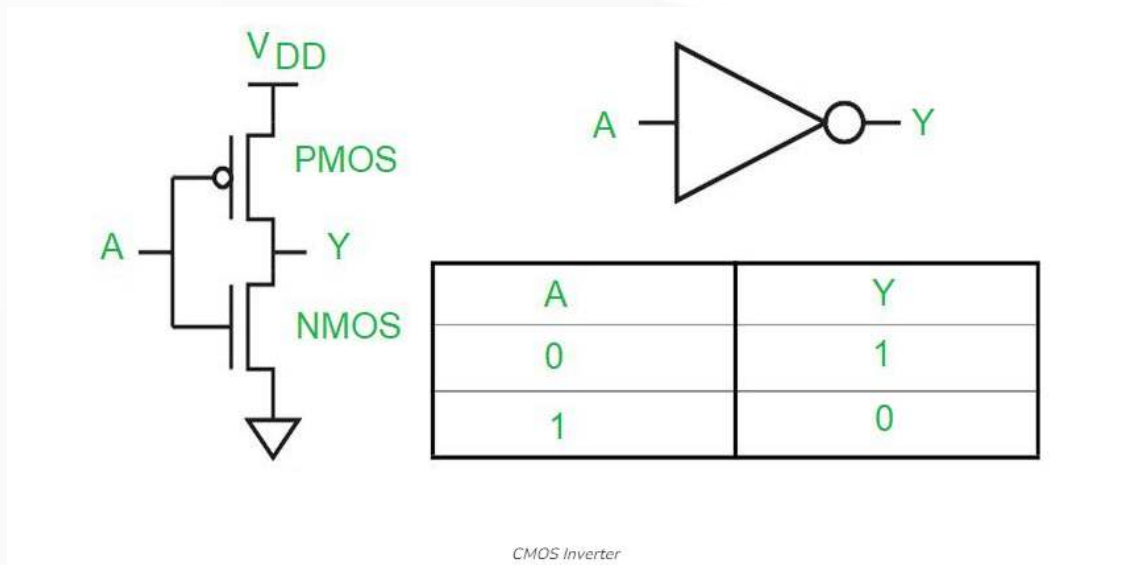 VDD
PMOS
A
Y
NMOS
A
Y
A Y
0 1
1 0
CMOS Inverter